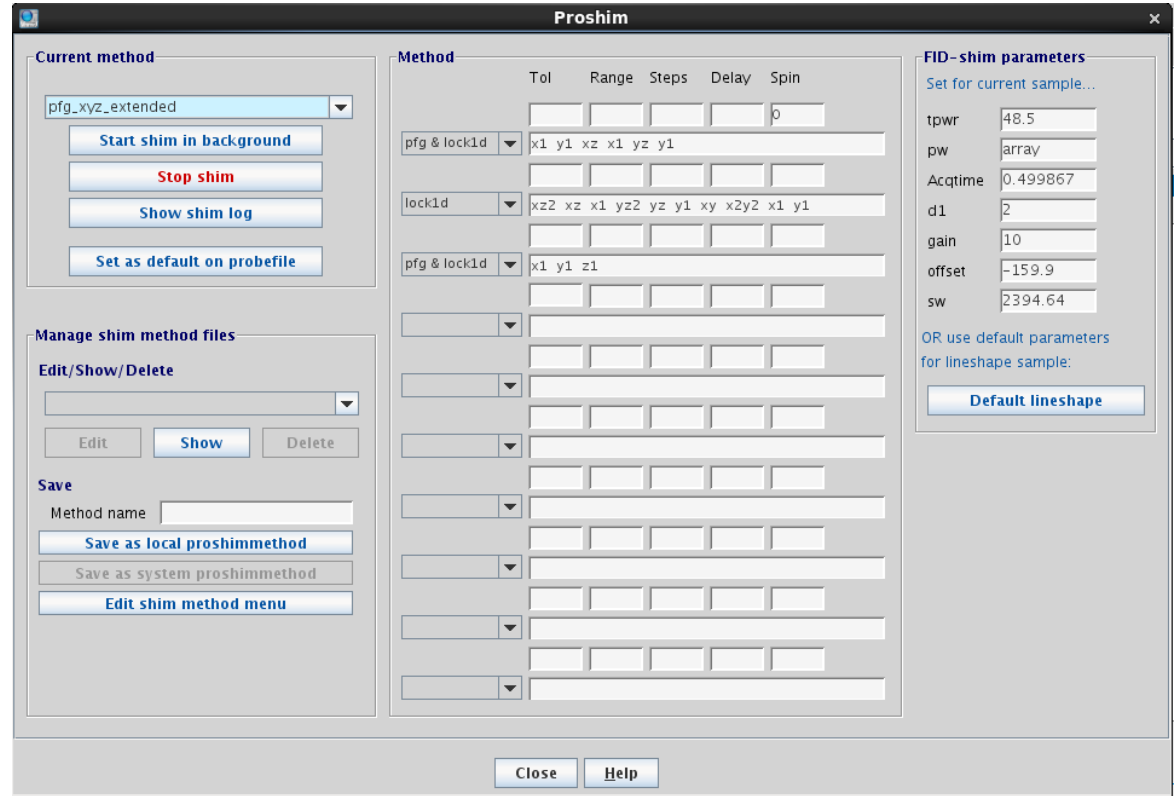 Proshim
Current method
pfg_xyz_extended
Start shim in background
Stop shim
Show shim log
Set as default on probefile
Manage shim method files
Edit/Show/Delete
Edit Show Delete
Save
Method name
Save as local proshimmethod
Save as system proshimmethod
Edit shim method menu
Method
Tol Range Steps Delay Spin
0
pfg & lock1d x1 y1 xz x1 yz y1
lock1d xz2 xz x1 yz2 yz y1 xy x2y2 x1 y1
pfg & lock1d x1 y1 z1
FID-shim parameters
Set for current sample...
tpwr 48.5
pw array
Acqtime 0.499867
d1 2
gain 10
offset -159.9
sw 2394.64
OR use default parameters
for lineshape sample:
Default lineshape
Close Help